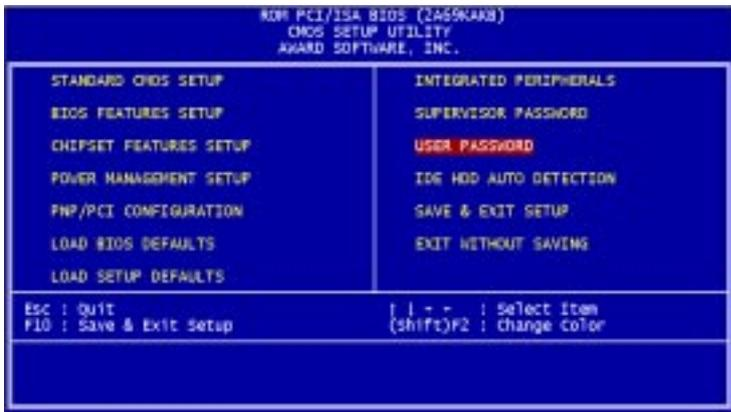 ROM PCI/ISA BIOS (2A69KAKB)
CMOS SETUP UTILITY
AWARD SOFTWARE, INC.
STANDARD CMOS SETUP
BIOS FEATURES SETUP
CHIPSET FEATURES SETUP
POWER MANAGEMENT SETUP
PNP/PCI CONFIGURATION
LOAD BIOS DEFAULTS
LOAD SETUP DEFAULTS
INTEGRATED PERIPHERALS
SUPERVISOR PASSWORD
USER PASSWORD
IDE HDD AUTO DETECTION
SAVE & EXIT SETUP
EXIT WITHOUT SAVING
Esc : Quit
F10 : Save & Exit Setup
: Select Item
(Shift)F2 : Change Color